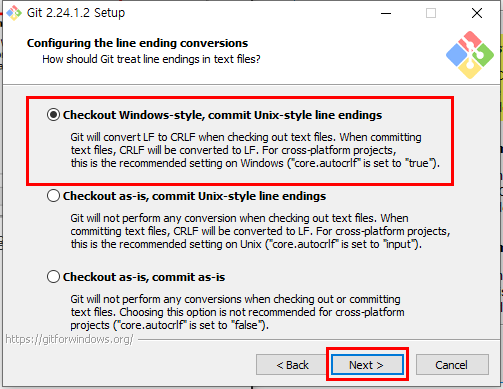 Git 2.24.1.2 Setup
Configuring the line ending conversions
How should Git treat line endings in text files?
Checkout Windows-style, commit Unix-style line endings
Git will convert LF to CRLF when checking out text files. When committing
text files, CRLF will be converted to LF. For cross-platform projects,
this is the recommended setting on Windows ("core.autocrlf" is set to "true").
Checkout as-is, commit Unix-style line endings
Git will not perform any conversion when checking out text files. When
committing text files, CRLF will be converted to LF. For cross-platform projects,
this is the recommended setting on Unix ("core.autocrlf" is set to "input").
Checkout as-is, commit as-is
Git will not perform any conversions when checking out or committing
text files. Choosing this option is not recommended for cross-platform
projects ("core.autocrlf" is set to "false").
https://gitforwindows.org/
< Back
Next >
Cancel